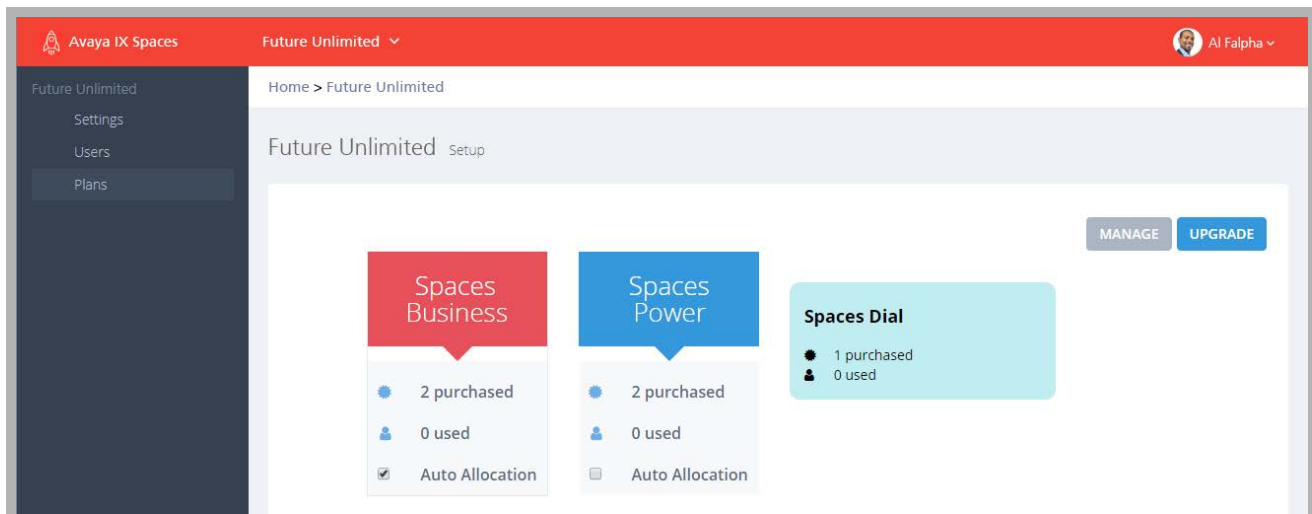 Avaya IX Spaces
Future Unlimited
Al Falpha
Future Unlimited
Settings
Users
Plans
Home > Future Unlimited
Future Unlimited Setup
MANAGE
UPGRADE
Spaces
Business
2 purchased
0 used
Auto Allocation
Spaces
Power
2 purchased
0 used
Auto Allocation
Spaces Dial
1 purchased
0 used